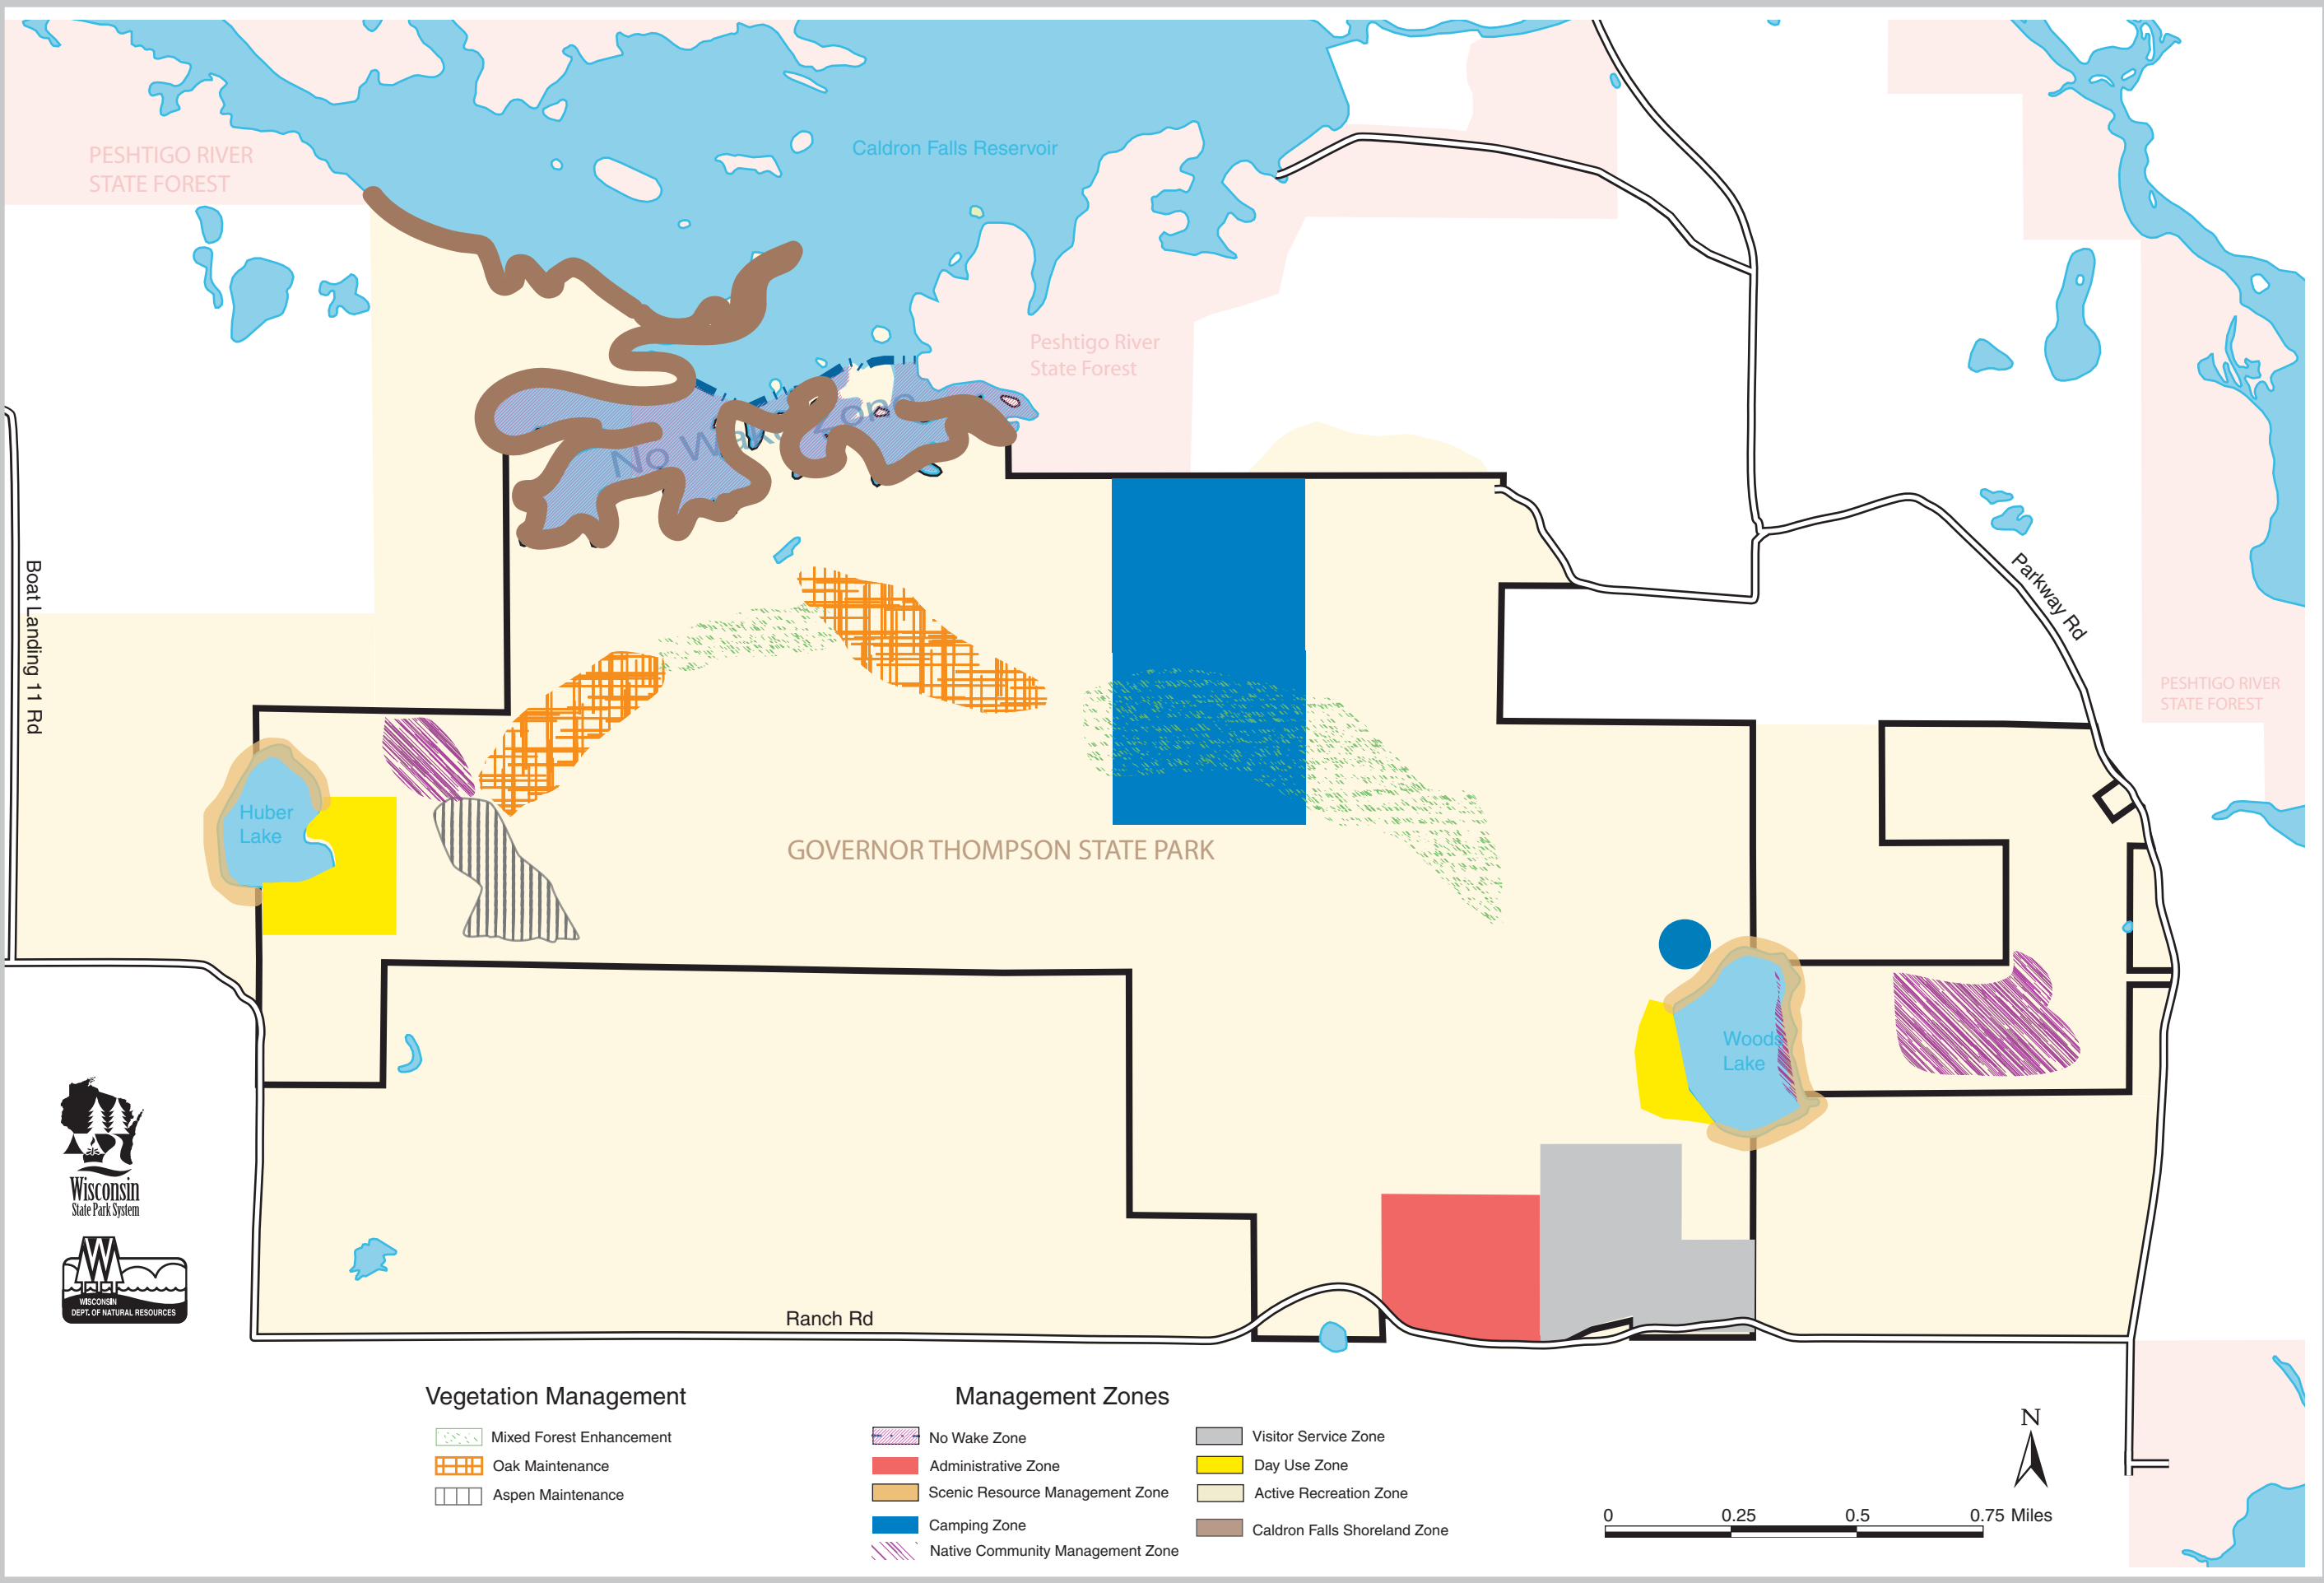 PESHTIGO RIVER
STATE FOREST
Caldron Falls Reservoir
Peshtigo River
State Forest
No Wake Zone
Boat Landing 11 Rd
Parkway Rd
PESHTIGO RIVER
STATE FOREST
Huber
Lake
GOVERNOR THOMPSON STATE PARK
Woods
Lake
Wisconsin
State Park System
WISCONSIN
DEPT. OF NATURAL RESOURCES
Ranch Rd
Vegetation Management
Mixed Forest Enhancement
Oak Maintenance
Aspen Maintenance
Management Zones
No Wake Zone
Administrative Zone
Scenic Resource Management Zone
Camping Zone
Native Community Management Zone
Visitor Service Zone
Day Use Zone
Active Recreation Zone
Caldron Falls Shoreland Zone
N
0 0.25 0.5 0.75 Miles